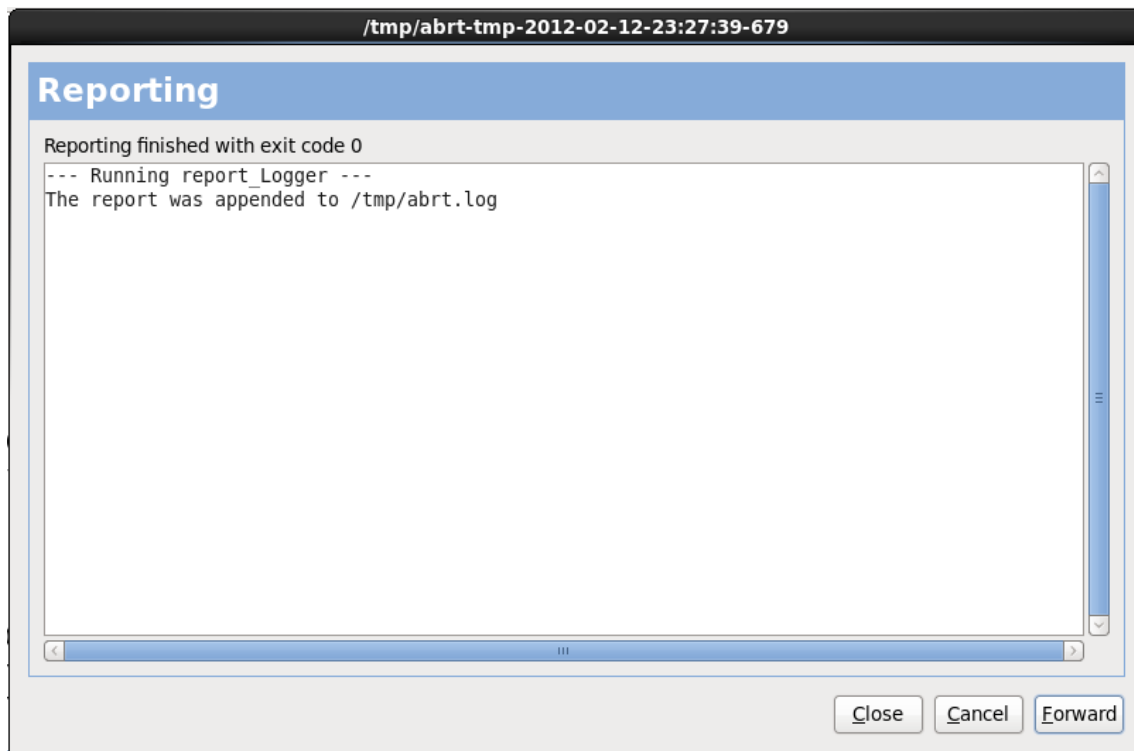 /tmp/abrt-tmp-2012-02-12-23:27:39-679
Reporting
Reporting finished with exit code 0
--- Running report_Logger ---
The report was appended to /tmp/abrt.log
Close Cancel Forward